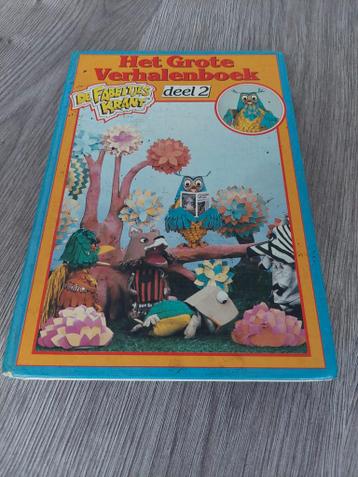 Het Grote
Verhalenboek
DE FABELTJES
KRANT
deel 2